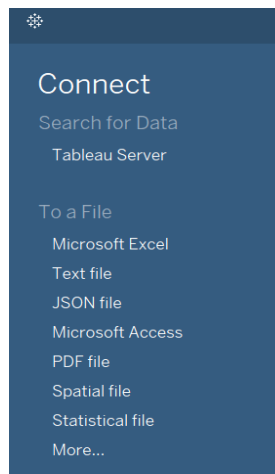 Connect
Search for Data
Tableau Server
To a File
Microsoft Excel
Text file
JSON file
Microsoft Access
PDF file
Spatial file
Statistical file
More...